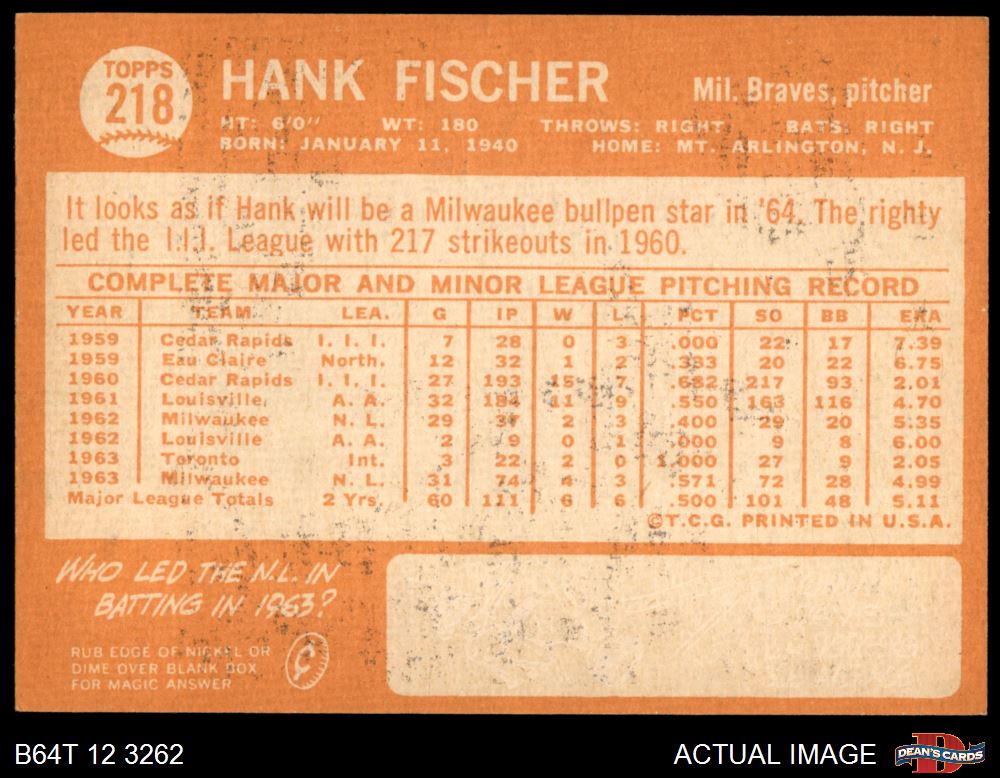 TOPPS
218
HANK FISCHER
Mil. Braves, pitcher
HT: 6'0" WT: 180 THROWS: RIGHT BATS: RIGHT
BORN: JANUARY 11, 1940 HOME: MT. ARLINGTON, N. J.
It looks as if Hank will be a Milwaukee bullpen star in '64. The righty
led the I.I.I. League with 217 strikeouts in 1960.
COMPLETE MAJOR AND MINOR LEAGUE PITCHING RECORD
YEAR TEAM LEA. G IP W L PCT SO BB ERA
1959 Cedar Rapids I. I. I. 7 28 0 3 .000 22 17 7.39
1959 Eau Claire North. 12 32 1 2 .333 20 22 6.75
1960 Cedar Rapids I. I. I. 27 193 15 7 .682 217 93 2.01
1961 Louisville A. A. 32 184 11 9 .550 163 116 4.70
1962 Milwaukee N. L. 29 37 2 3 .400 29 20 5.35
1962 Louisville A. A. 2 9 0 1 .000 9 8 6.00
1963 Toronto Int. 3 22 2 0 1.000 27 9 2.05
1963 Milwaukee N. L. 31 74 4 3 .571 72 28 4.99
Major League Totals 2 Yrs. 60 111 6 6 .500 101 48 5.11
©T.C.G. PRINTED IN U.S.A.
WHO LED THE N.L. IN
BATTING IN 1963?
RUB EDGE OF NICKEL OR
DIME OVER BLANK BOX
FOR MAGIC ANSWER
B64T 12 3262
ACTUAL IMAGE
DEAN'S CARDS